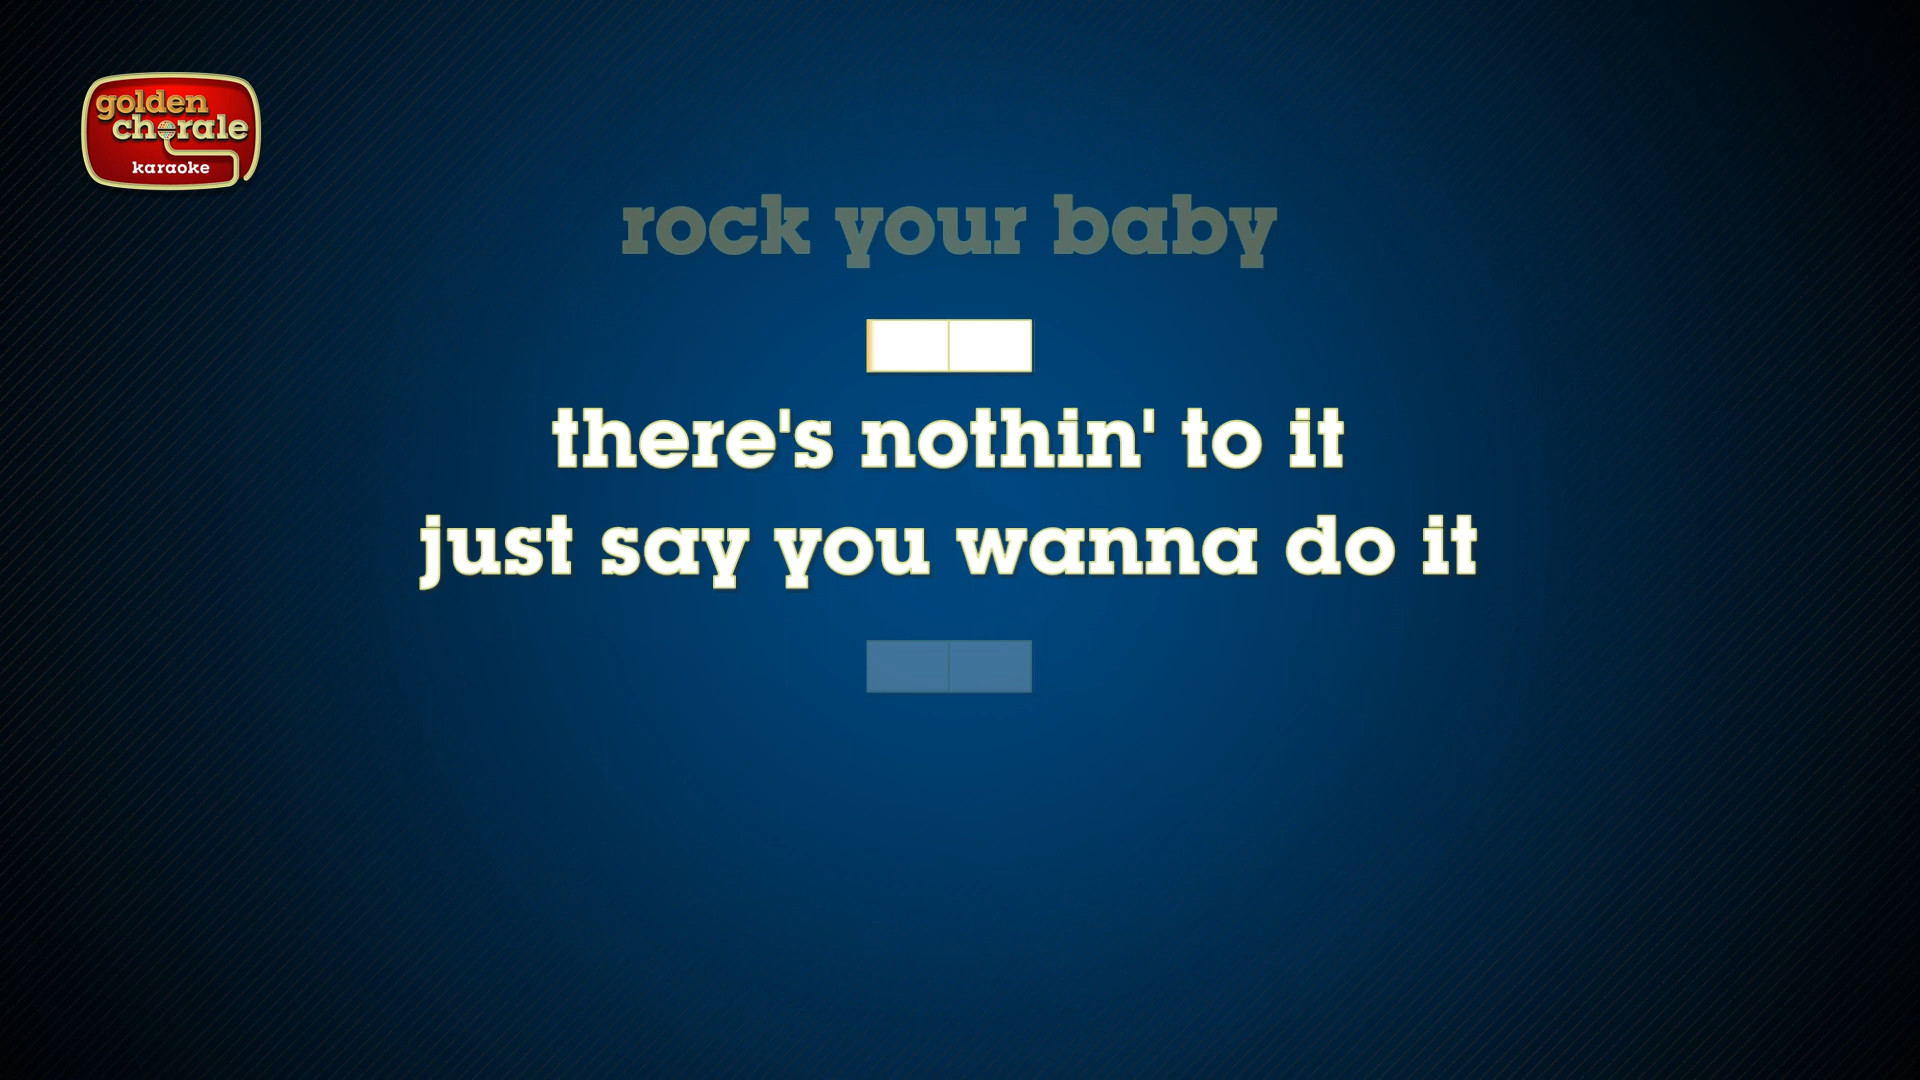 golden
chorale
karaoke
rock your baby
there's nothin' to it
just say you wanna do it